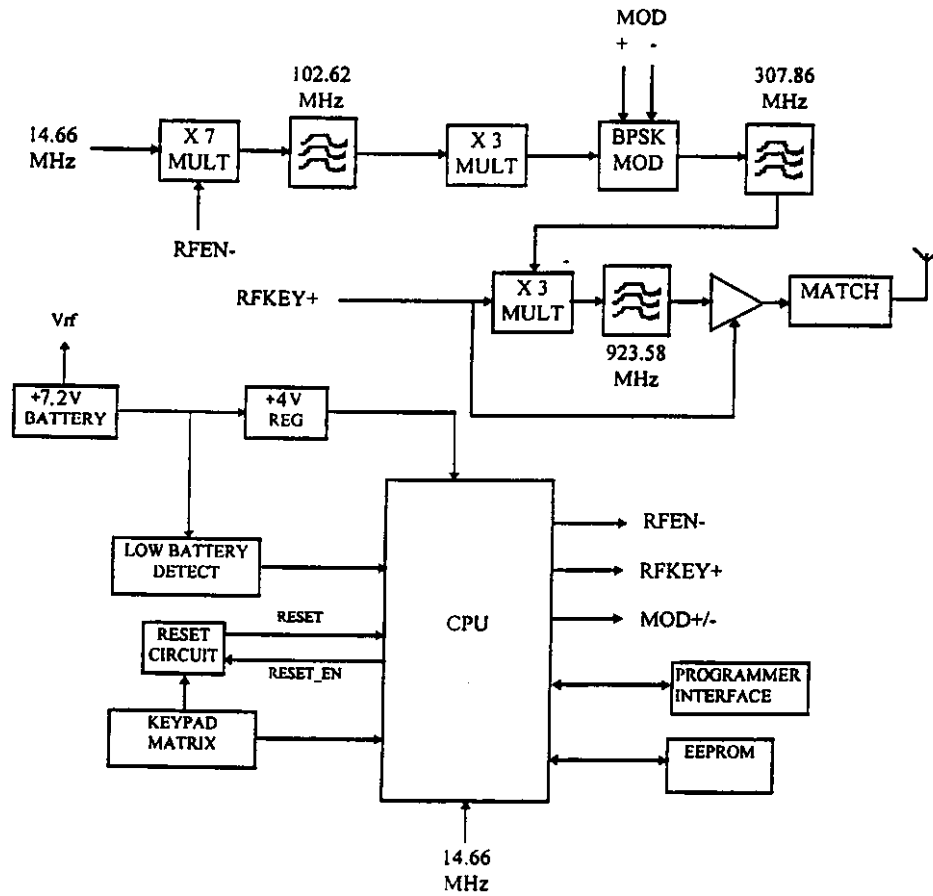 MOD
+ -
102.62
MHz
307.86
MHz
14.66
MHz
X 7
MULT
X 3
MULT
BPSK
MOD
RFEN-
RFKEY+
X 3
MULT
MATCH
923.58
MHz
Vrf
+7.2V
BATTERY
+4V
REG
LOW BATTERY
DETECT
RESET
CIRCUIT
RESET
RESET_EN
KEYPAD
MATRIX
CPU
RFEN-
RFKEY+
MOD+/-
PROGRAMMER
INTERFACE
EEPROM
14.66
MHz